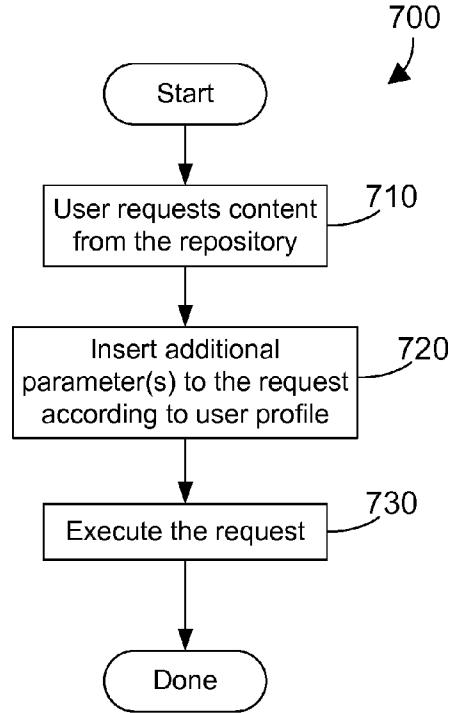 700
Start
User requests content
from the repository
710
Insert additional
parameter(s) to the request
according to user profile
720
Execute the request
730
Done